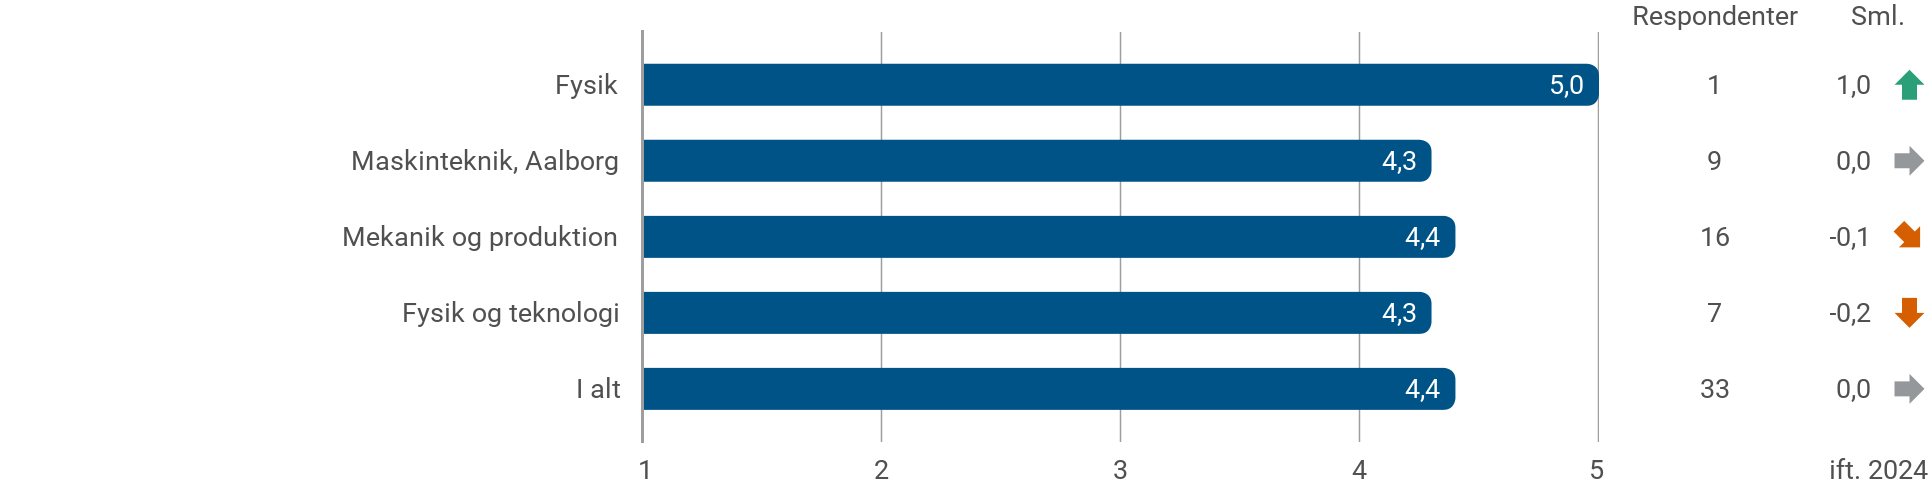 Respondenter Sml.
Fysik 5,0 1 1,0
Maskinteknik, Aalborg 4,3 9 0,0
Mekanik og produktion 4,4 16 -0,1
Fysik og teknologi 4,3 7 -0,2
I alt 4,4 33 0,0
1 2 3 4 5 ift. 2024